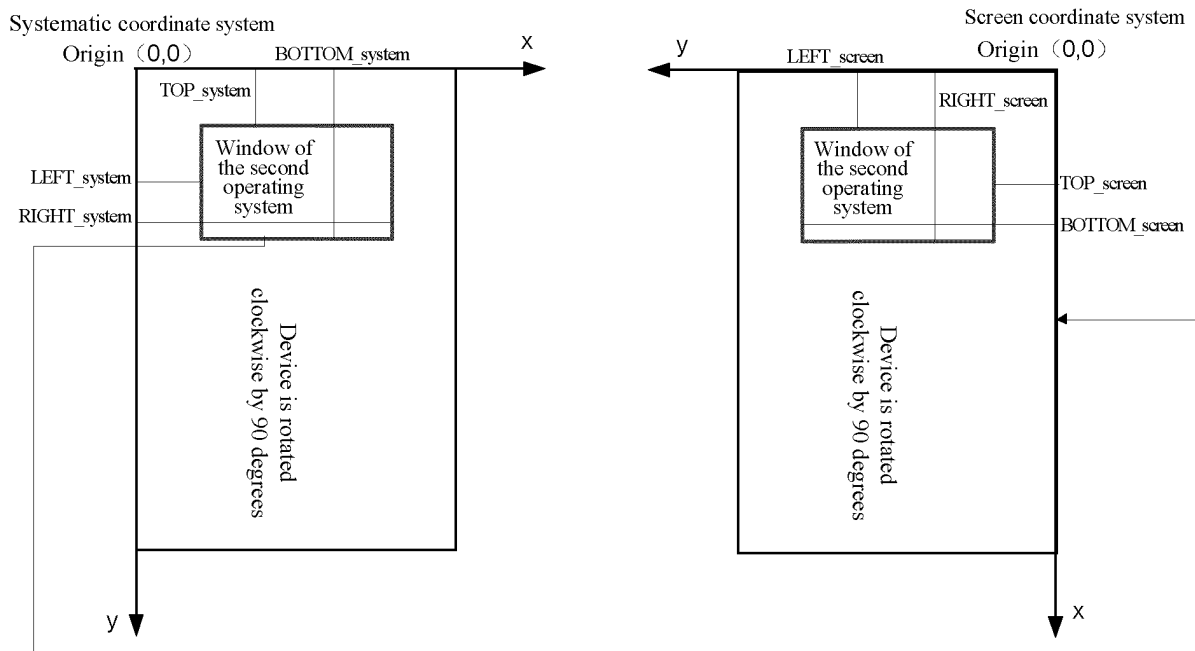 Systematic coordinate system
Origin（0,0）
x
BOTTOM_system
TOP_system
Window of
the second
operating
system
LEFT_system
RIGHT_system
Device is rotated
clockwise by 90 degrees
y
Screen coordinate system
Origin（0,0）
y
LEFT_screen
RIGHT_screen
Window of
the second
operating
system
TOP_screen
BOTTOM_screen
Device is rotated
clockwise by 90 degrees
x